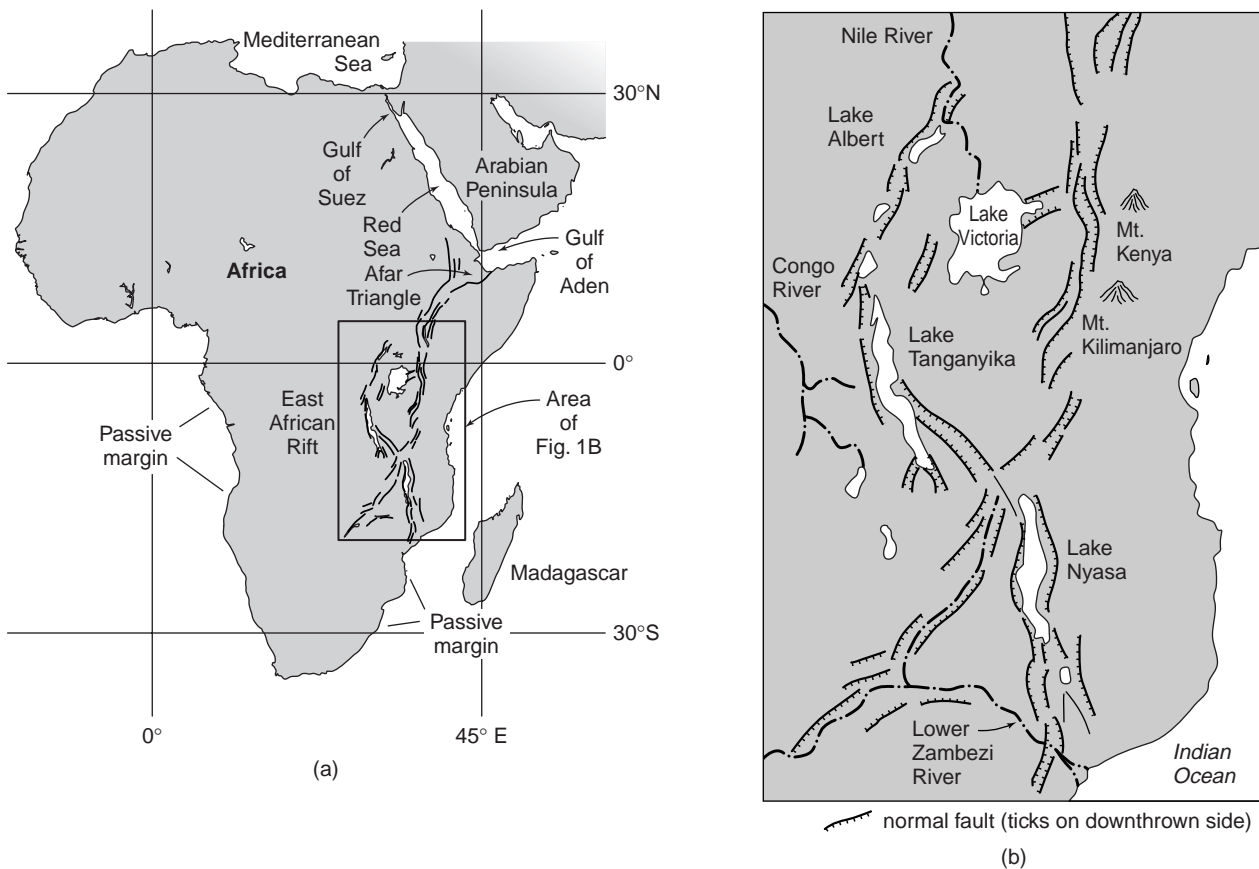 Mediterranean
Sea
30°N
Gulf
of
Suez
Arabian
Peninsula
Red
Sea
Afar
Triangle
Gulf
of
Aden
Africa
0°
East
African
Rift
Area
of
Fig. 1B
Passive
margin
Madagascar
Passive
margin
30°S
0°
45° E
(a)
Nile River
Lake
Albert
Lake
Victoria
Mt.
Kenya
Congo
River
Mt.
Kilimanjaro
Lake
Tanganyika
Lake
Nyasa
Lower
Zambezi
River
Indian
Ocean
normal fault (ticks on downthrown side)
(b)